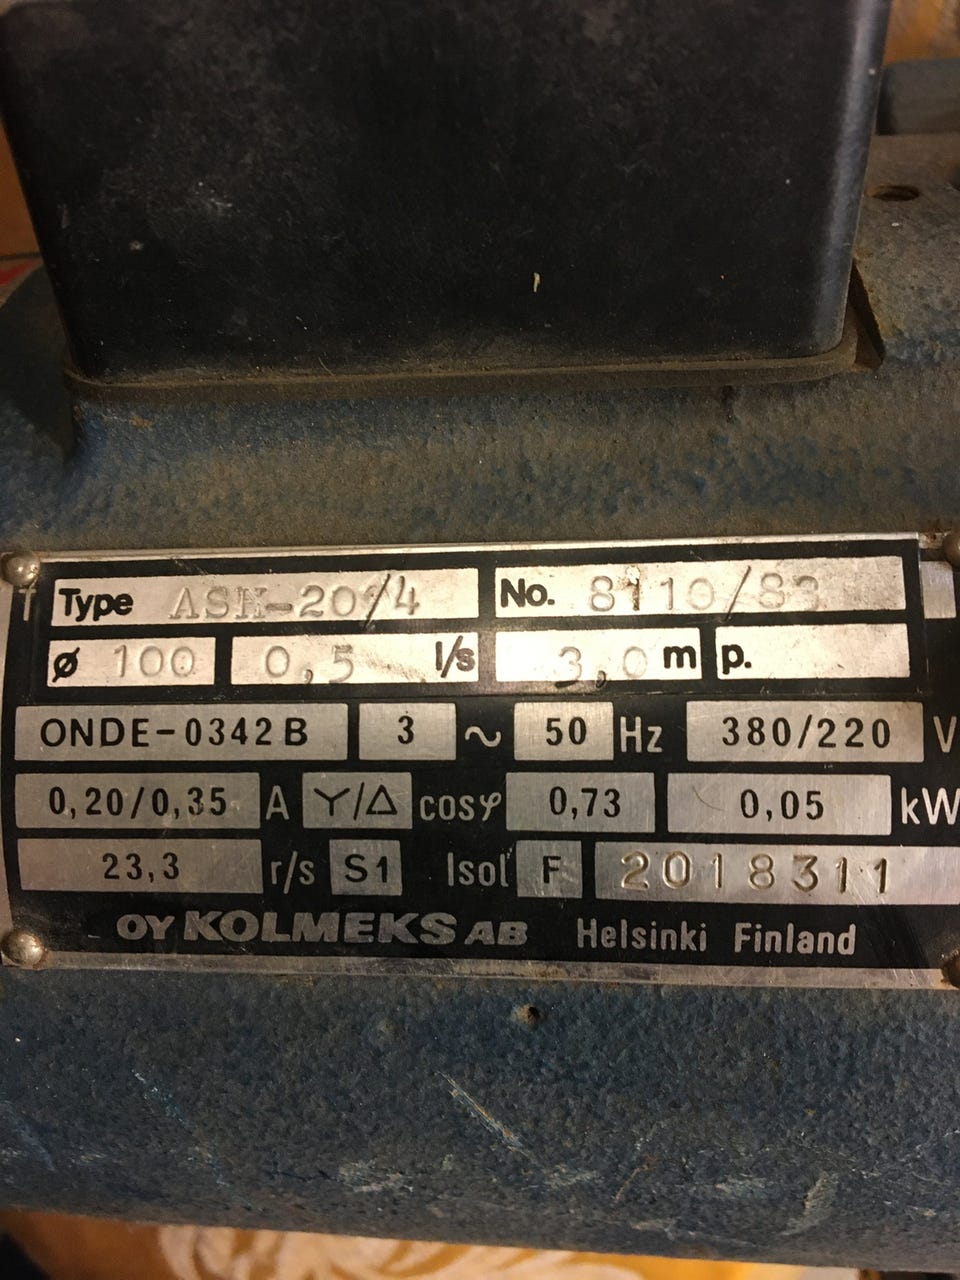 Type ASK-20/4 No. 8110/83
ø 100 0,5 l/s 3,0 m p.
ONDE-0342 B 3 ~ 50 Hz 380/220 V
0,20/0,35 A Y/Δ cosφ 0,73 0,05 kW
23,3 r/s S1 Isol F 2018311
OY KOLMEKS AB Helsinki Finland